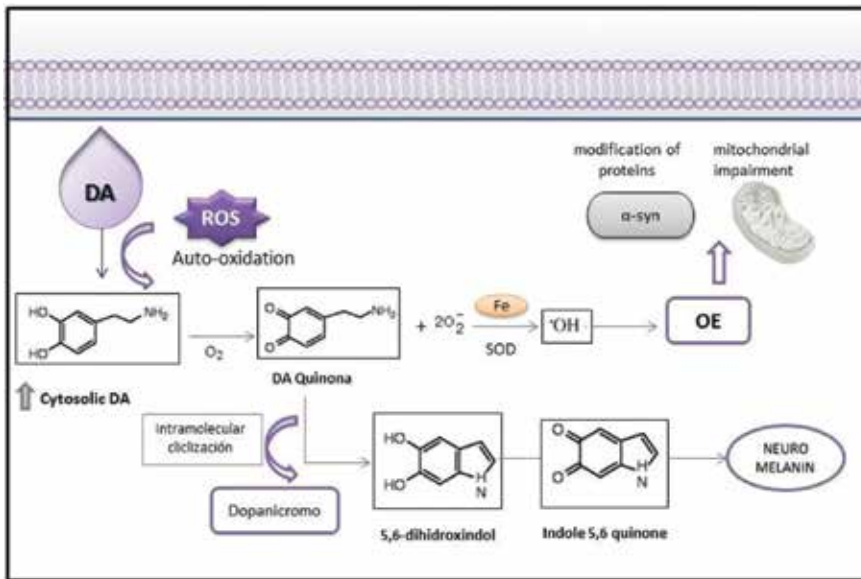 modification of
proteins
mitochondrial
impairment
DA
ROS
α-syn
Auto-oxidation
HO
HO
NH₂
O₂
O
O
NH₂
+ 2O₂⁻
Fe
SOD
•OH
OE
Cytosolic DA
DA Quinona
Intramolecular
cliclización
Dopanicromo
HO
HO
H
N
O
O
H
N
NEURO
MELANIN
5,6-dihidroxindol
Indole 5,6 quinone